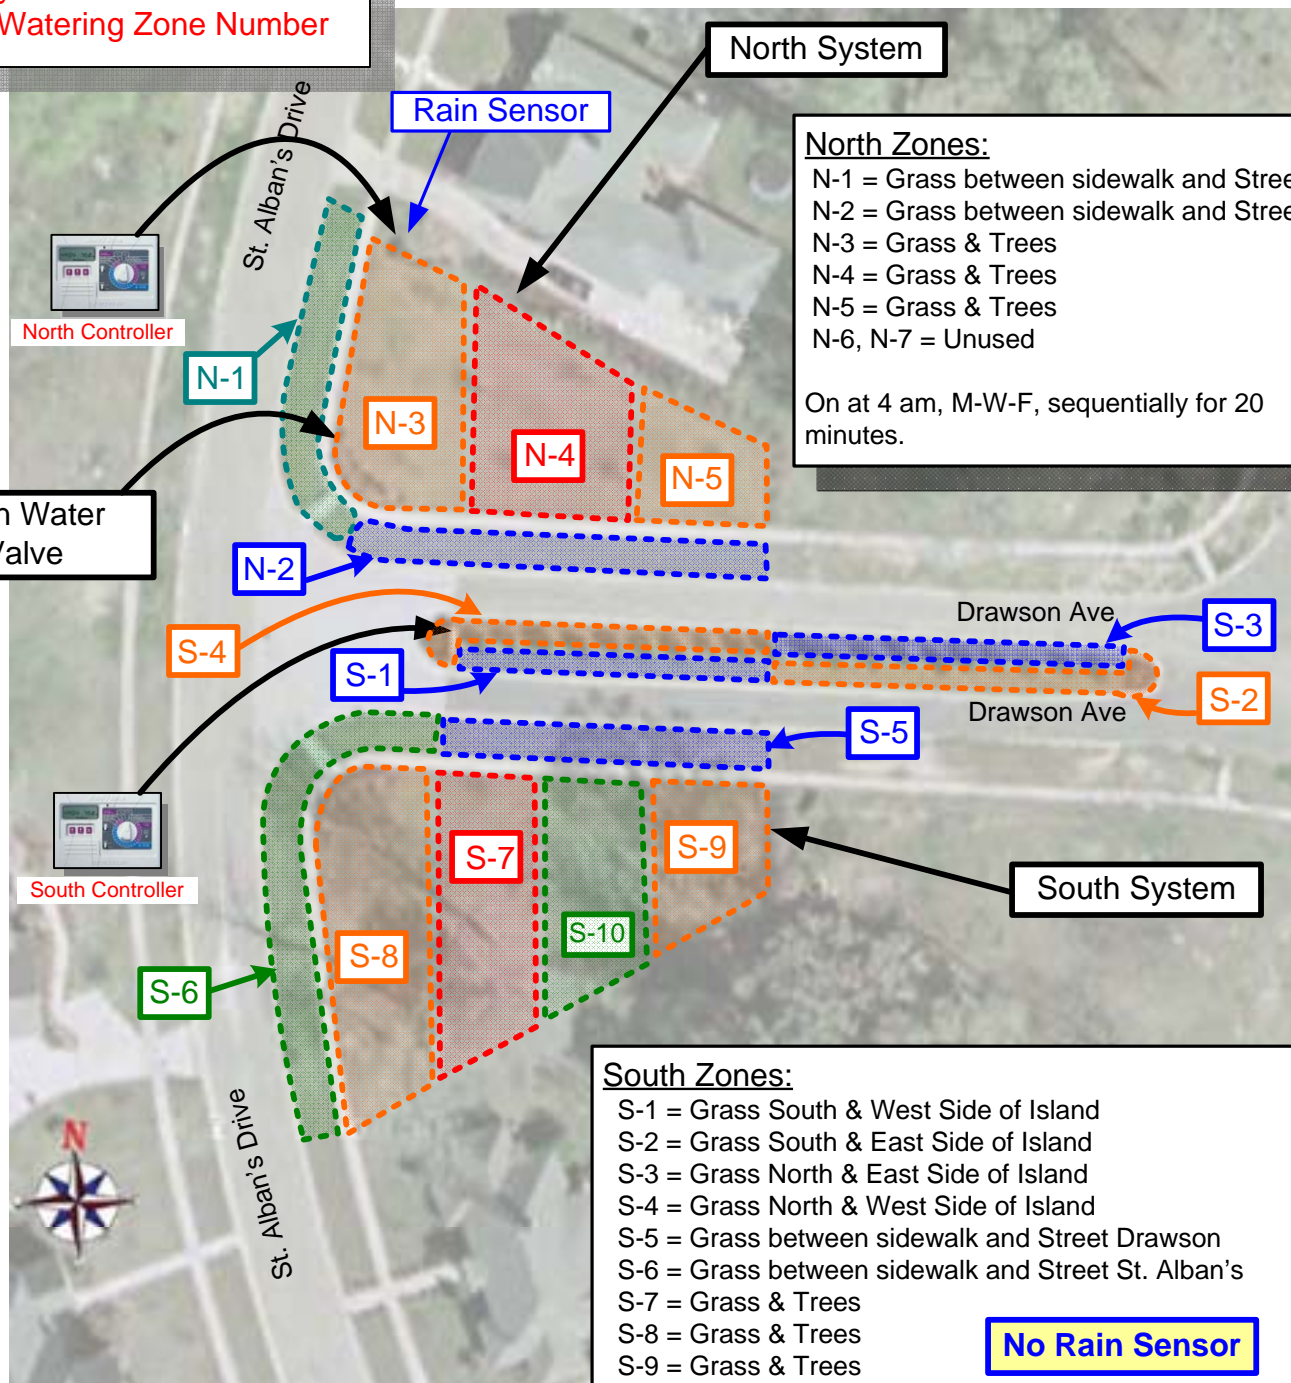 Watering Zone Number
North System
Rain Sensor
St. Alban's Drive
North Zones:
N-1 = Grass between sidewalk and Stree
N-2 = Grass between sidewalk and Stree
N-3 = Grass & Trees
N-4 = Grass & Trees
N-5 = Grass & Trees
N-6, N-7 = Unused
On at 4 am, M-W-F, sequentially for 20
minutes.
North Controller
N-1
N-3
N-4
N-5
Water
Valve
N-2
Drawson Ave
S-3
S-4
S-1
S-2
Drawson Ave
S-5
S-7
S-9
South Controller
South System
S-10
S-8
S-6
South Zones:
S-1 = Grass South & West Side of Island
S-2 = Grass South & East Side of Island
S-3 = Grass North & East Side of Island
S-4 = Grass North & West Side of Island
S-5 = Grass between sidewalk and Street Drawson
S-6 = Grass between sidewalk and Street St. Alban's
S-7 = Grass & Trees
S-8 = Grass & Trees
S-9 = Grass & Trees
No Rain Sensor
N
St. Alban's Drive